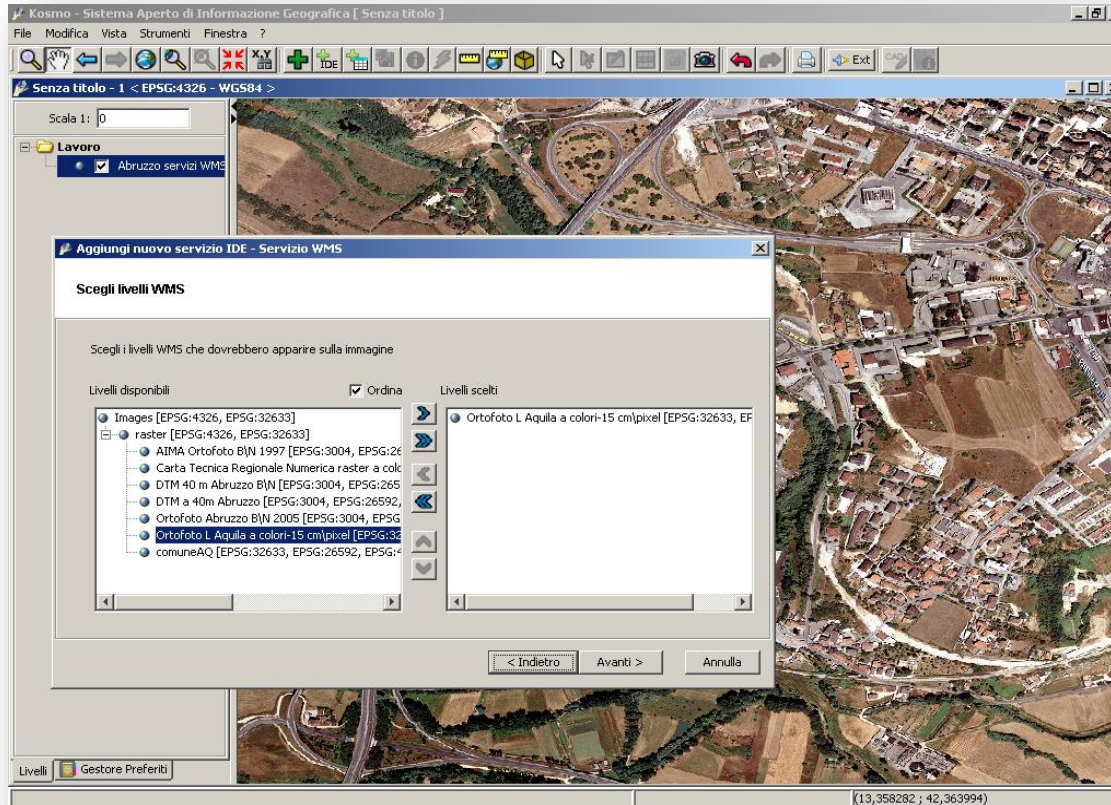 Kosmo - Sistema Aperto di Informazione Geografica [ Senza titolo ]
File Modifica Vista Strumenti Finestra ?
X,Y
IDE
Ext
CAD
Senza titolo - 1 < EPSG:4326 - WGS84 >
Scala 1: 0
Lavoro
Abruzzo servizi WMS
Aggiungi nuovo servizio IDE - Servizio WMS
Scegli livelli WMS
Scegli i livelli WMS che dovrebbero apparire sulla immagine
Livelli disponibili
Ordina
Livelli scelti
Images [EPSG:4326, EPSG:32633]
raster [EPSG:4326, EPSG:32633]
AIMA Ortofoto B\N 1997 [EPSG:3004, EPSG:26
Carta Tecnica Regionale Numerica raster a colo
DTM 40 m Abruzzo B\N [EPSG:3004, EPSG:265
DTM a 40m Abruzzo [EPSG:3004, EPSG:26592,
Ortofoto Abruzzo B\N 2005 [EPSG:3004, EPSG
Ortofoto L Aquila a colori-15 cm\pixel [EPSG:32
comuneAQ [EPSG:32633, EPSG:26592, EPSG:4
Ortofoto L Aquila a colori-15 cm\pixel [EPSG:32633, EP
< Indietro
Avanti >
Annulla
Livelli
Gestore Preferiti
(13,358282 ; 42,363994)